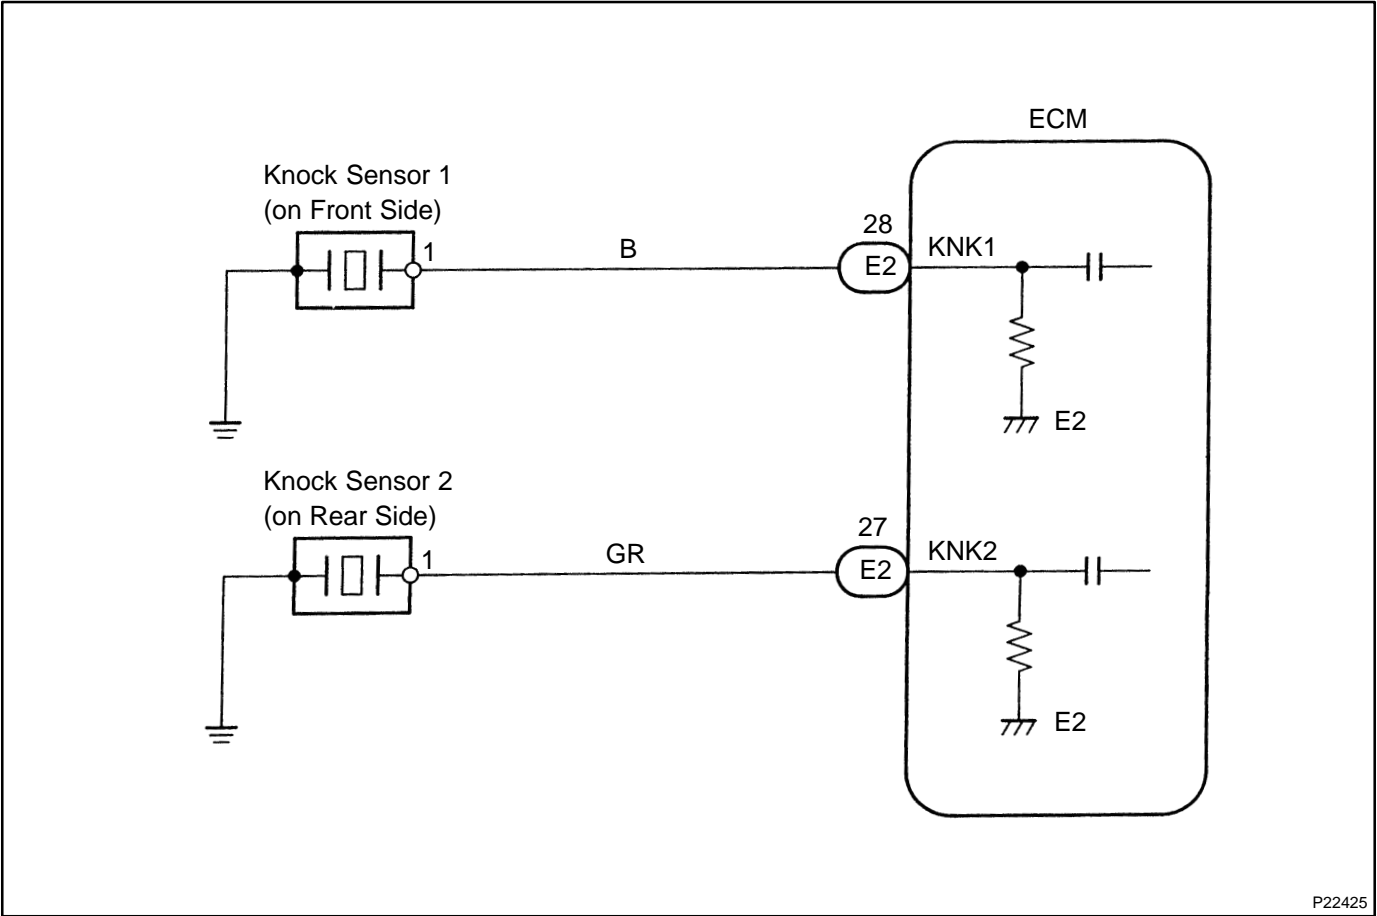 ECM
Knock Sensor 1
(on Front Side)
1
B
28
E2
KNK1
E2
Knock Sensor 2
(on Rear Side)
1
GR
27
E2
KNK2
E2
P22425